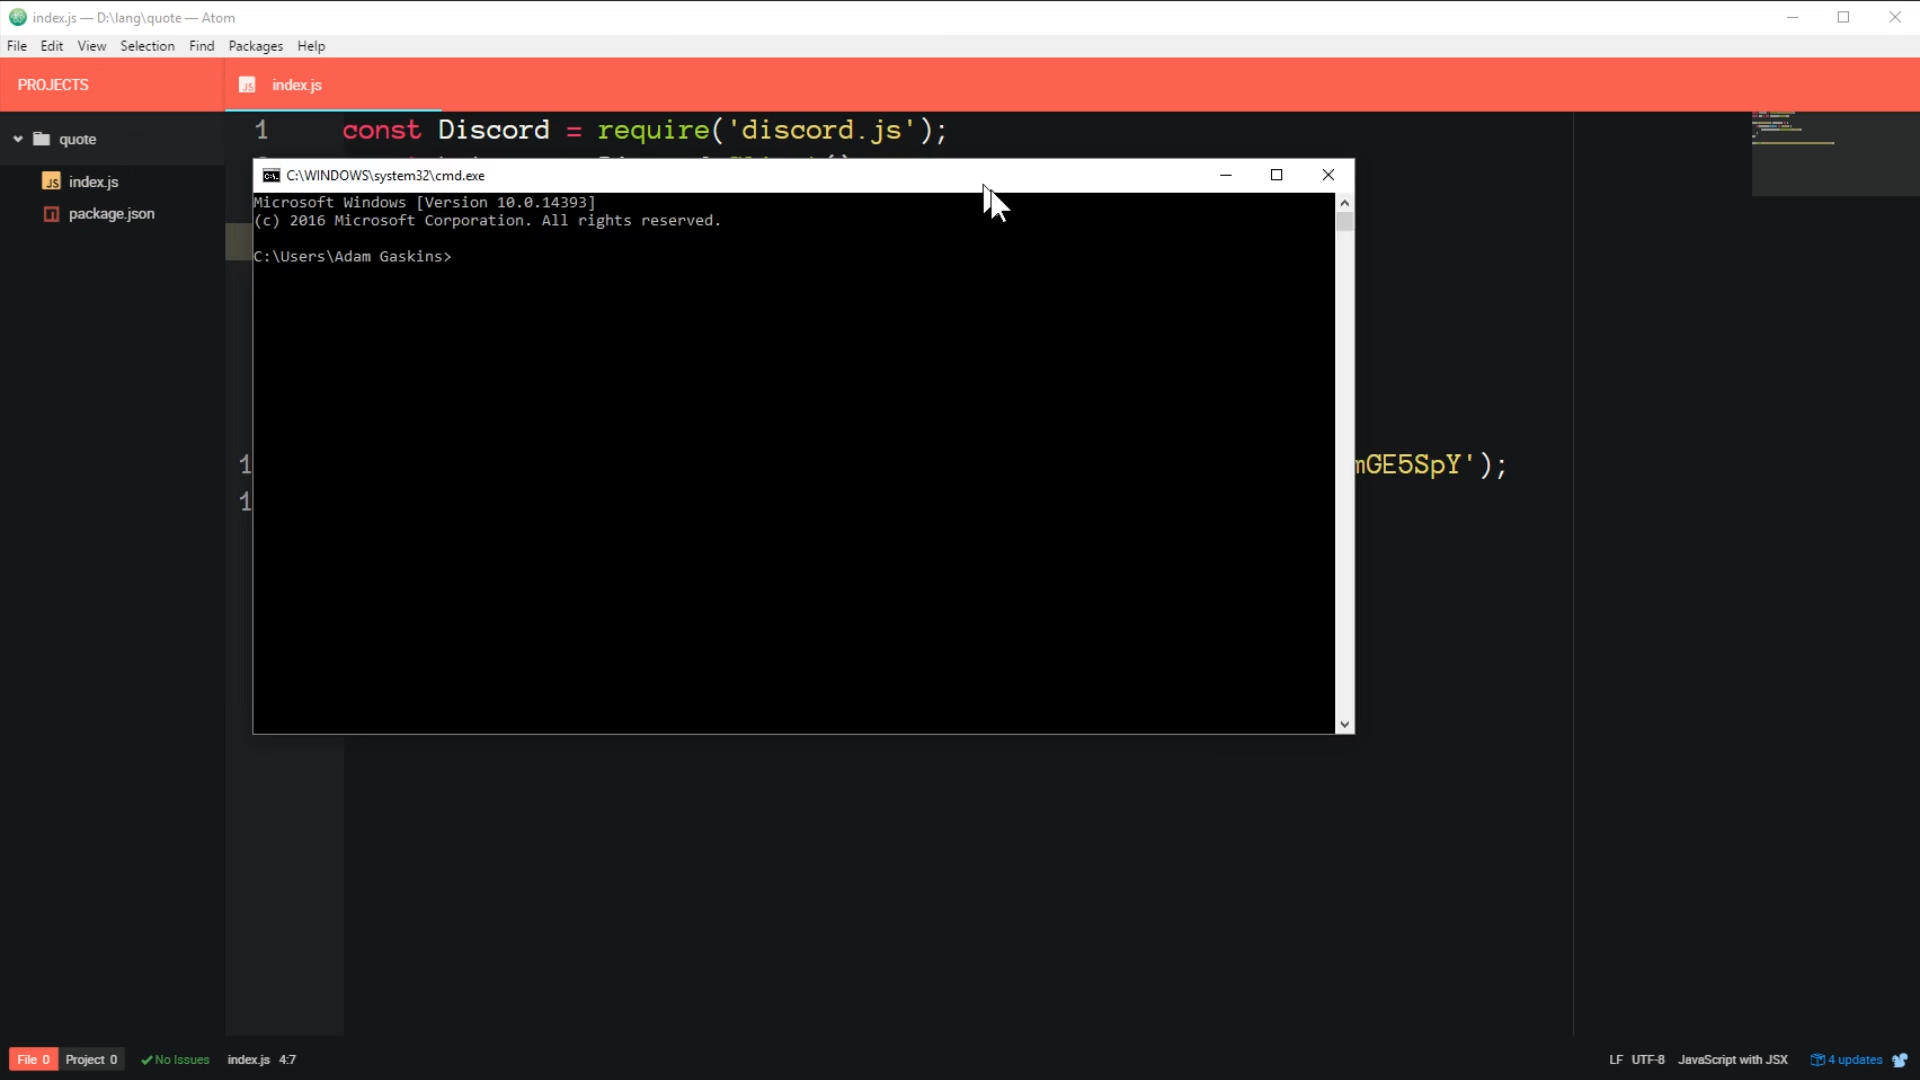 index.js — D:\lang\quote — Atom
File Edit View Selection Find Packages Help
PROJECTS
index.js
quote
index.js
package.json
1 const Discord = require('discord.js');
C:\WINDOWS\system32\cmd.exe
Microsoft Windows [Version 10.0.14393]
(c) 2016 Microsoft Corporation. All rights reserved.
C:\Users\Adam Gaskins>
1 GE5SpY');
1
File 0 Project 0 No Issues index.js 4:7
LF UTF-8 JavaScript with JSX 4 updates